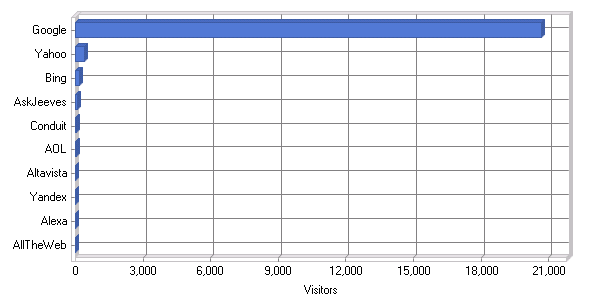 Google
Yahoo
Bing
AskJeeves
Conduit
AOL
Altavista
Yandex
Alexa
AllTheWeb
0 3,000 6,000 9,000 12,000 15,000 18,000 21,000
Visitors